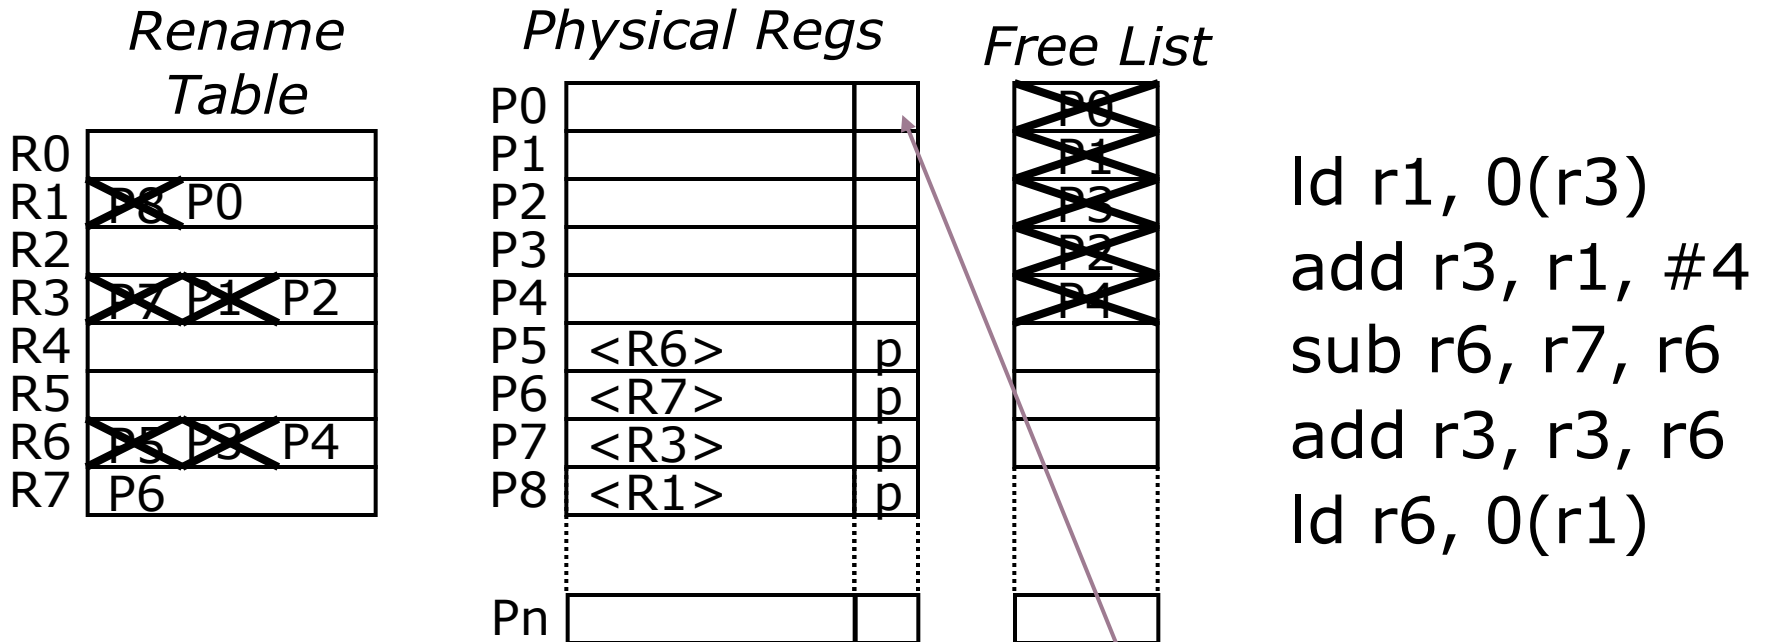 Rename
Table
R0
R1 P8 P0
R2
R3 P7 P1 P2
R4
R5
R6 P5 P3 P4
R7 P6
Physical Regs
P0
P1
P2
P3
P4
P5 <R6> p
P6 <R7> p
P7 <R3> p
P8 <R1> p
Pn
Free List
P0
P1
P3
P2
P4
ld r1, 0(r3)
add r3, r1, #4
sub r6, r7, r6
add r3, r3, r6
ld r6, 0(r1)